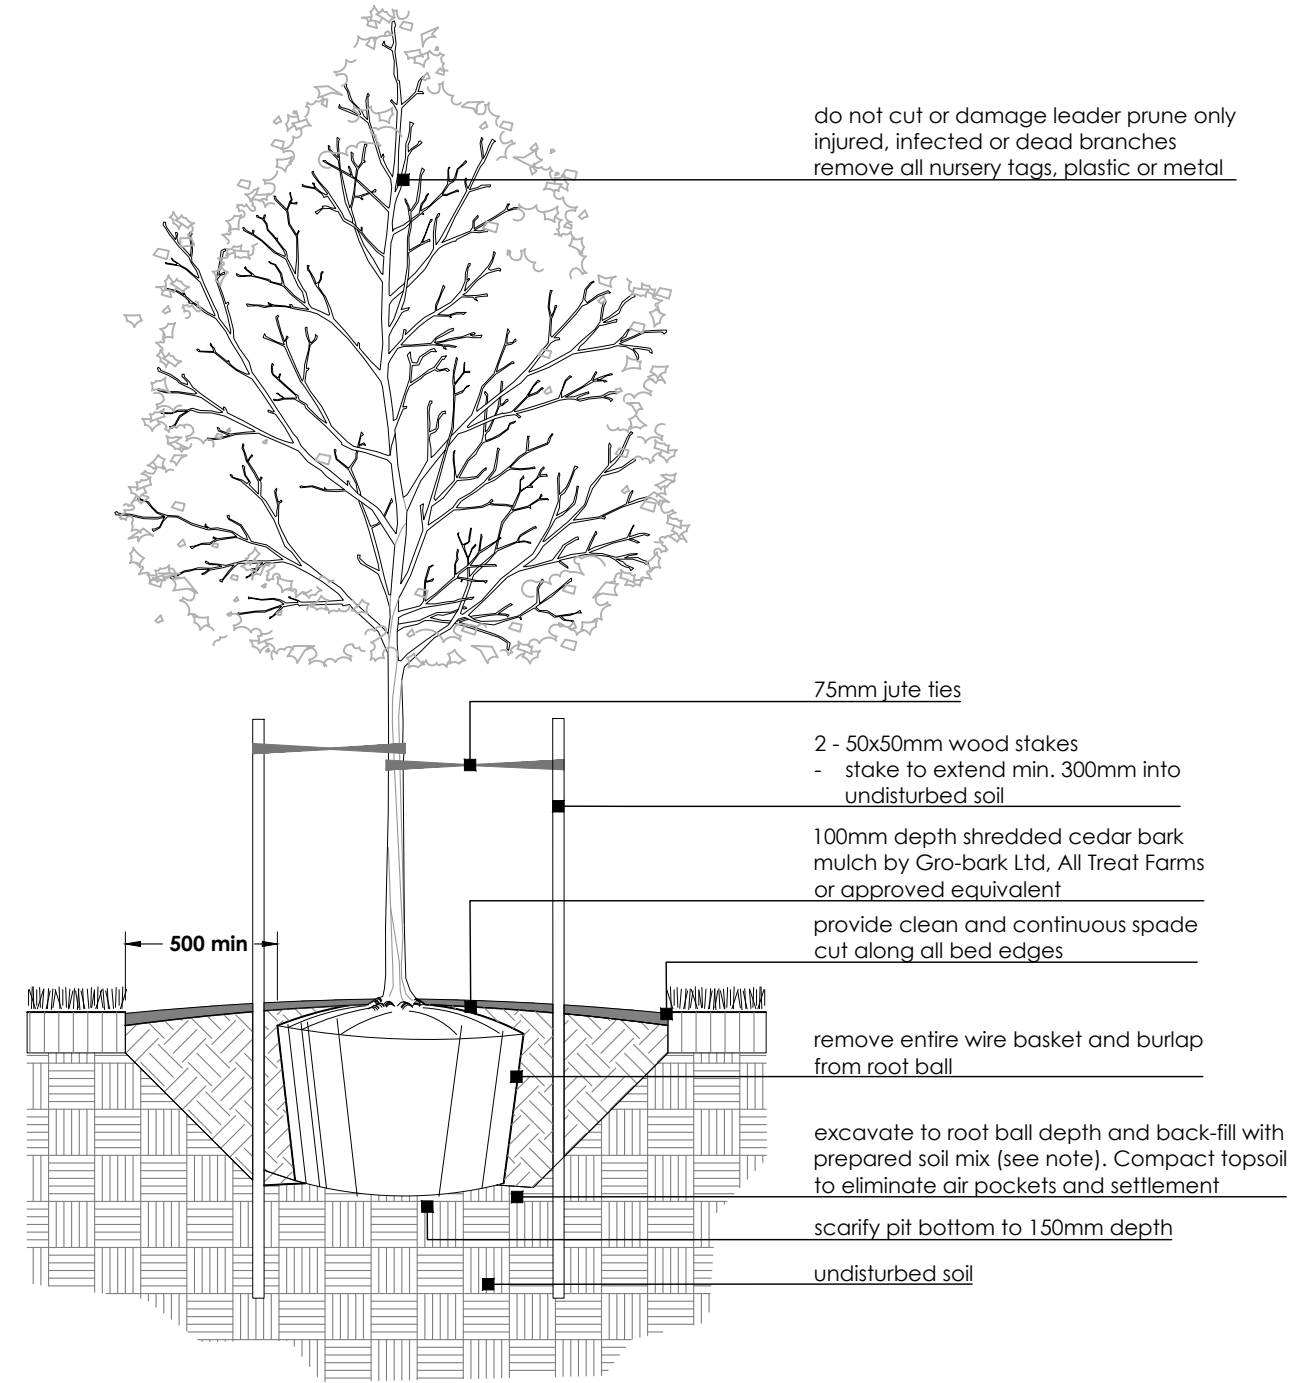 do not cut or damage leader prune only
injured, infected or dead branches
remove all nursery tags, plastic or metal
75mm jute ties
2 - 50x50mm wood stakes
- stake to extend min. 300mm into
undisturbed soil
100mm depth shredded cedar bark
mulch by Gro-bark Ltd, All Treat Farms
or approved equivalent
provide clean and continuous spade
cut along all bed edges
500 min
remove entire wire basket and burlap
from root ball
excavate to root ball depth and back-fill with
prepared soil mix (see note). Compact topsoil
to eliminate air pockets and settlement
scarify pit bottom to 150mm depth
undisturbed soil